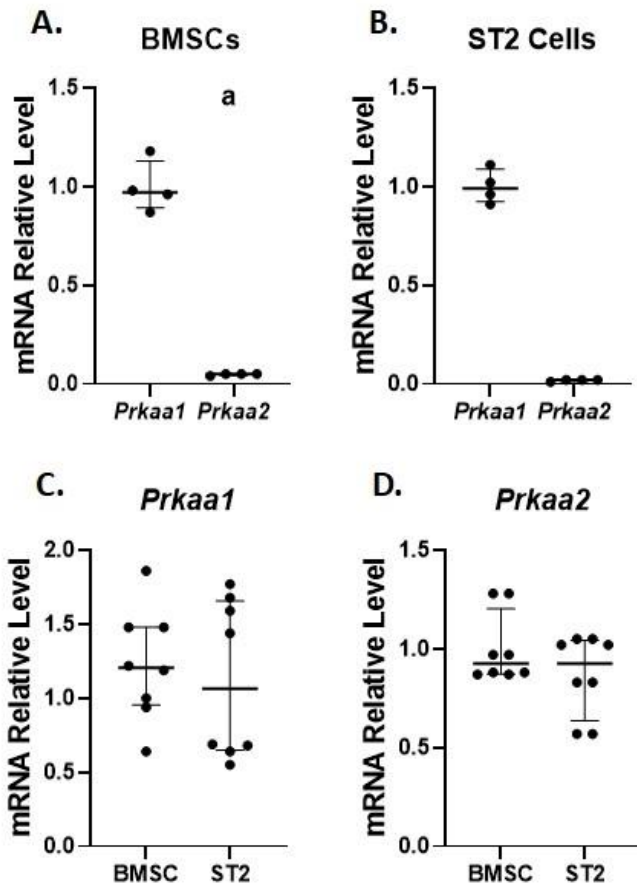 A.
BMSCs
mRNA Relative Level
1.5
1.0
0.5
0.0
a
Prkaa1 Prkaa2
B.
ST2 Cells
mRNA Relative Level
1.5
1.0
0.5
0.0
Prkaa1 Prkaa2
C.
Prkaa1
mRNA Relative Level
2.0
1.5
1.0
0.5
0.0
BMSC ST2
D.
Prkaa2
mRNA Relative Level
1.5
1.0
0.5
0.0
BMSC ST2